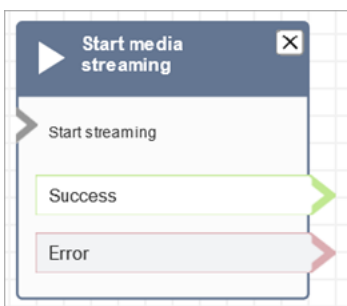 Start media
streaming
Start streaming
Success
Error